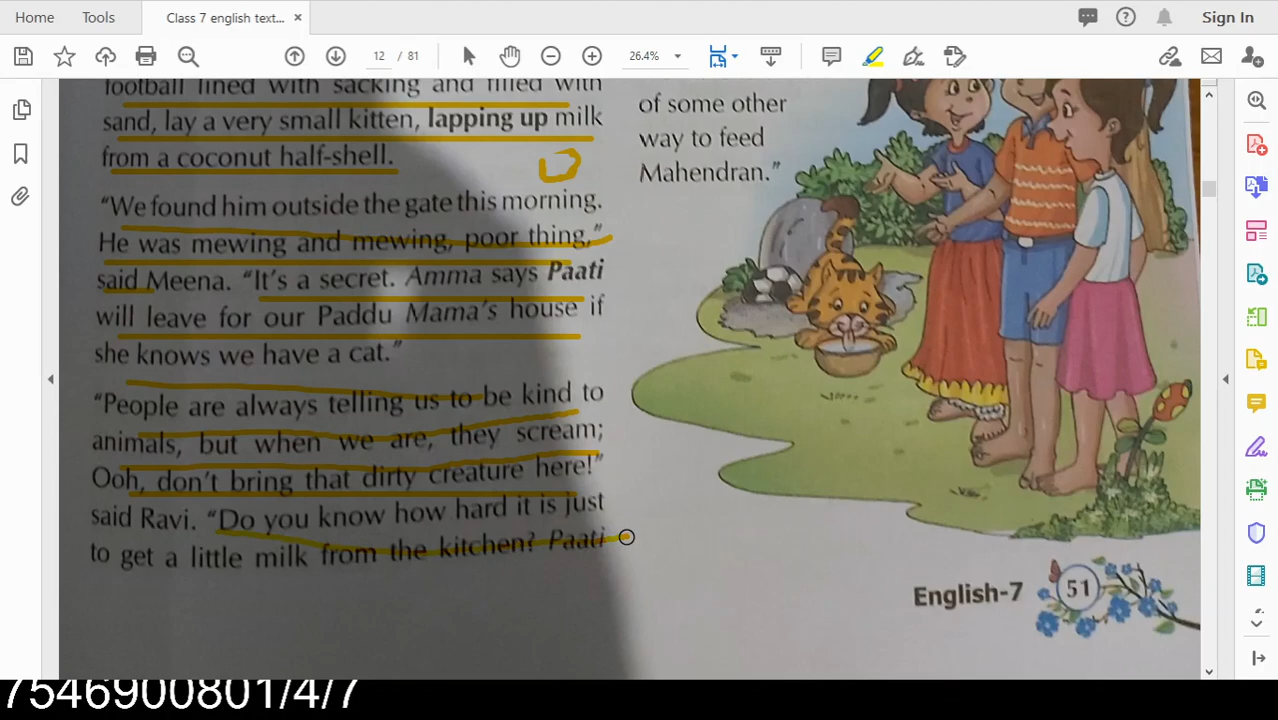 Home
Tools
Class 7 english text...
Sign In
12 / 81
26.4%
football lined with sacking and filled with
sand, lay a very small kitten, lapping up milk
from a coconut half-shell.
"We found him outside the gate this morning.
He was mewing and mewing, poor thing,"
said Meena. "It's a secret. Amma says Paati
will leave for our Paddu Mama's house if
she knows we have a cat."
"People are always telling us to be kind to
animals, but when we are, they scream;
Ooh, don't bring that dirty creature here!"
said Ravi. "Do you know how hard it is just
to get a little milk from the kitchen? Paati
of some other
way to feed
Mahendran."
English-7
51
7546900801/4/7